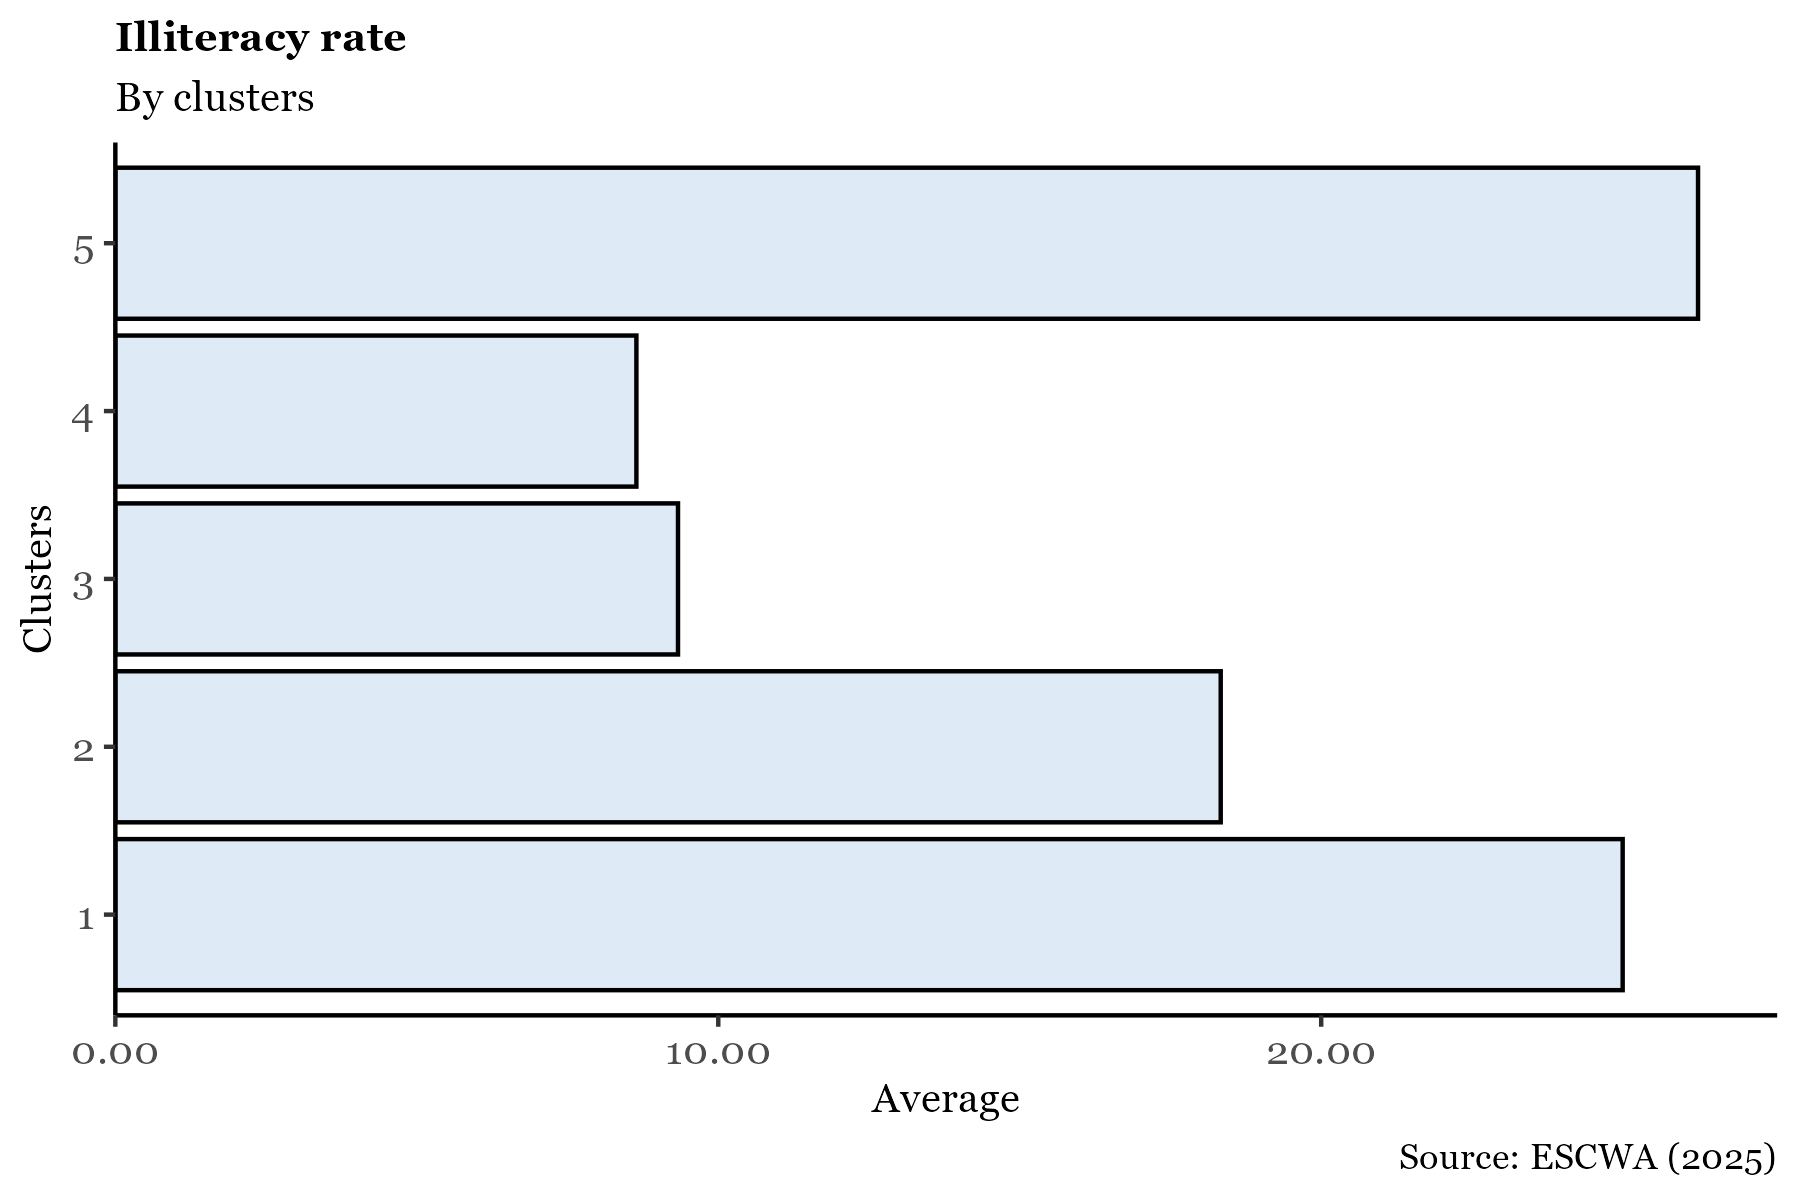 Illiteracy rate
By clusters
5
4
3
2
1
Clusters
0.00 10.00 20.00
Average
Source: ESCWA (2025)